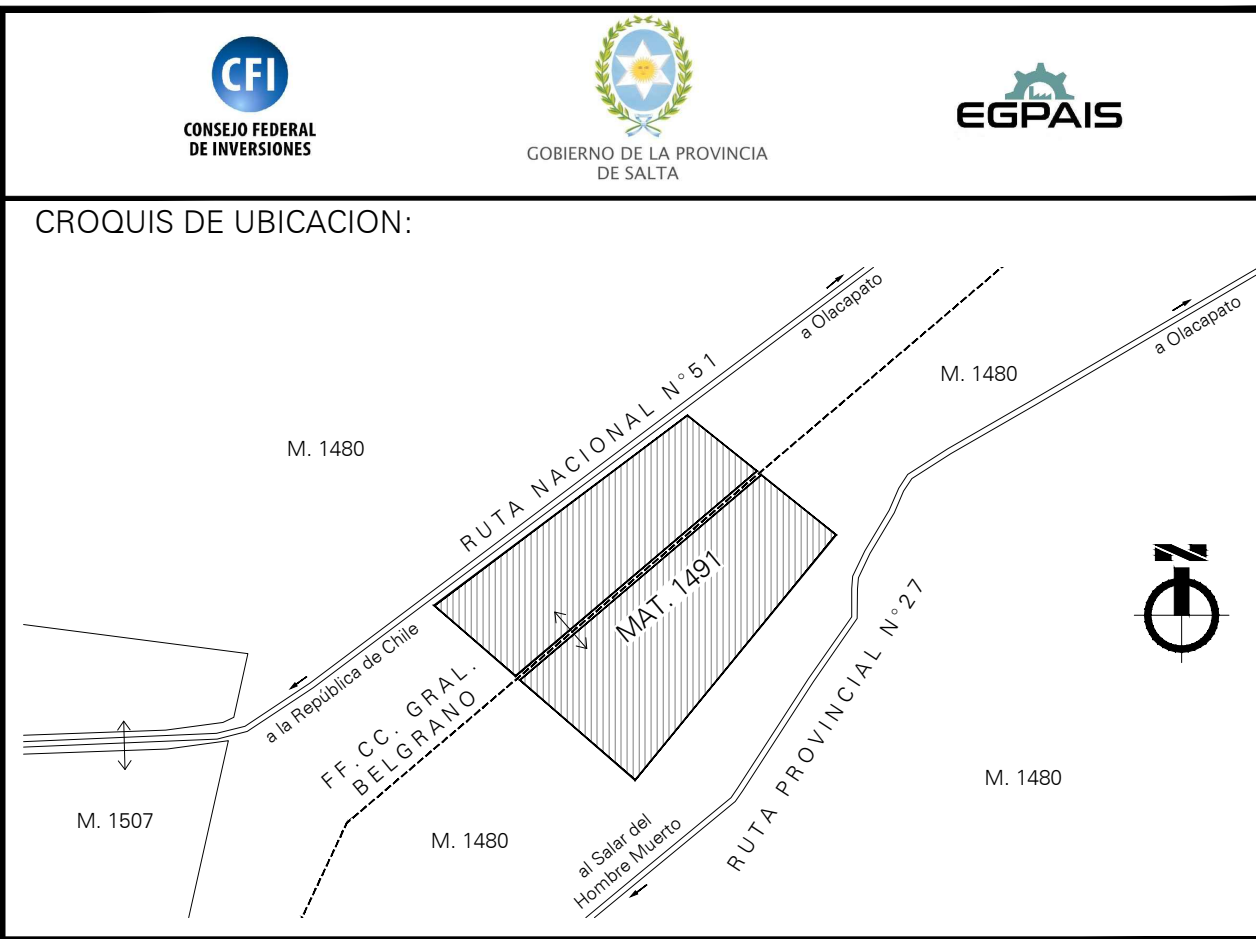 CFI
CONSEJO FEDERAL
DE INVERSIONES
GOBIERNO DE LA PROVINCIA
DE SALTA
EGPAIS
CROQUIS DE UBICACION:
a Olacapato
a Olacapato
M. 1480
RUTA NACIONAL N°51
M. 1480
MAT. 1491
N
a la República de Chile
FF.CC. GRAL.
BELGRANO
RUTA PROVINCIAL N°27
M. 1507
M. 1480
M. 1480
al Salar del
Hombre Muerto